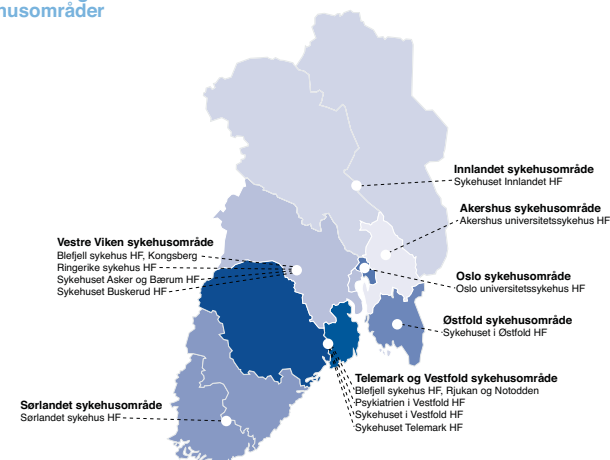 husområder
Innlandet sykehusområde
Sykehuset Innlandet HF
Akershus sykehusområde
Akershus universitetssykehus HF
Vestre Viken sykehusområde
Blefjell sykehus HF, Kongsberg
Ringerike sykehus HF
Sykehuset Asker og Bærum HF
Sykehuset Buskerud HF
Oslo sykehusområde
Oslo universitetssykehus HF
Østfold sykehusområde
Sykehuset i Østfold HF
Telemark og Vestfold sykehusområde
Blefjell sykehus HF, Rjukan og Notodden
Psykiatrien i Vestfold HF
Sykehuset i Vestfold HF
Sykehuset Telemark HF
Sørlandet sykehusområde
Sørlandet sykehus HF